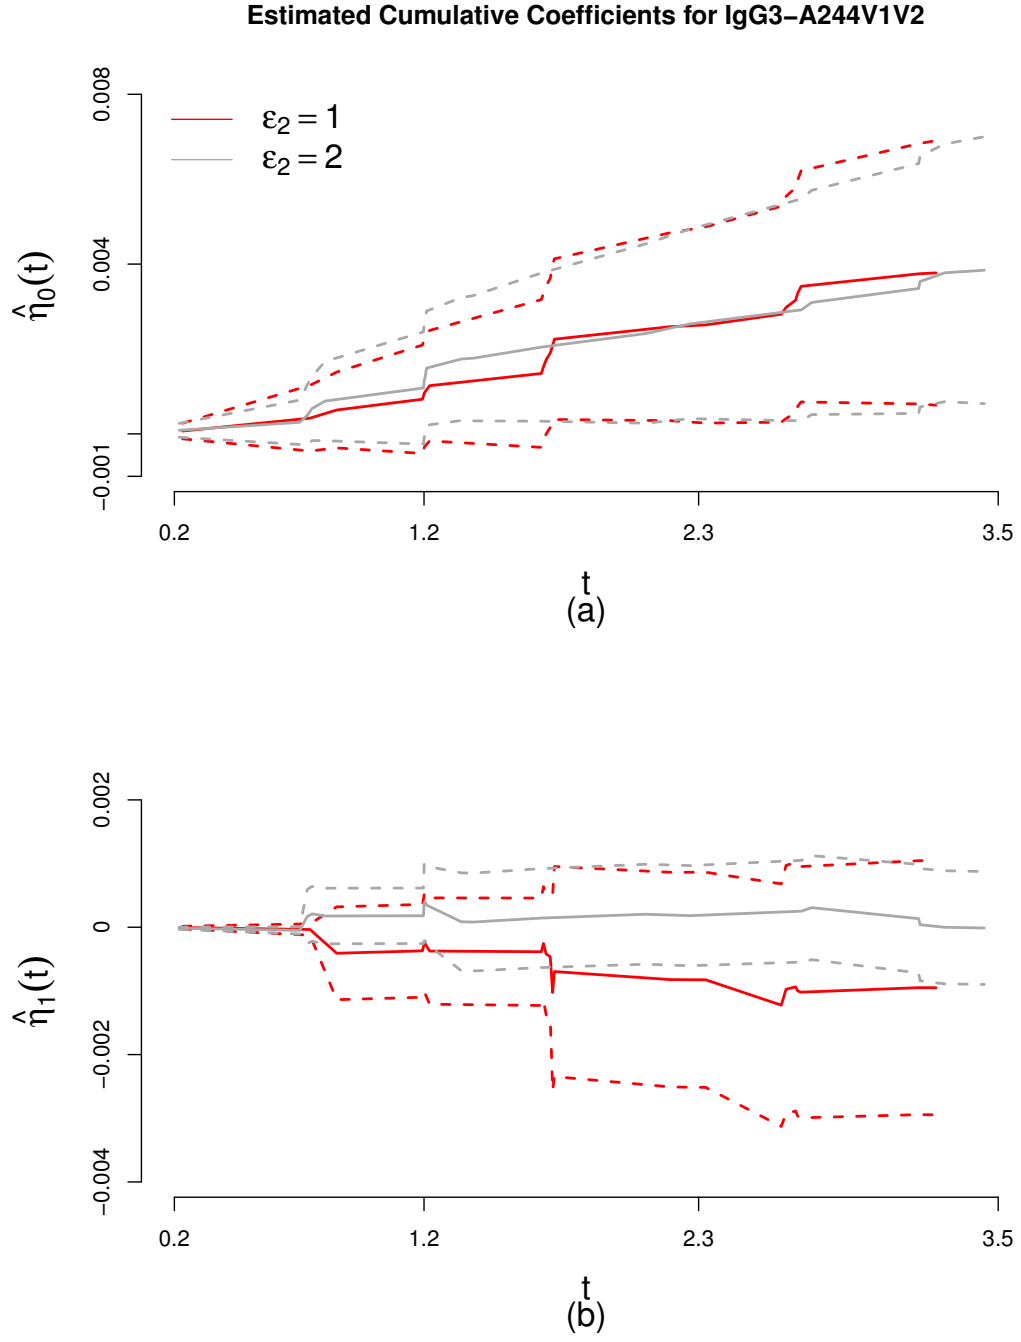 Estimated Cumulative Coefficients for IgG3−A244V1V2
0.008
0.004
−0.001
η̂₀(t)
ε₂ = 1
ε₂ = 2
0.2 1.2 2.3 3.5
t
(a)
0.002
0
−0.002
−0.004
η̂₁(t)
0.2 1.2 2.3 3.5
t
(b)